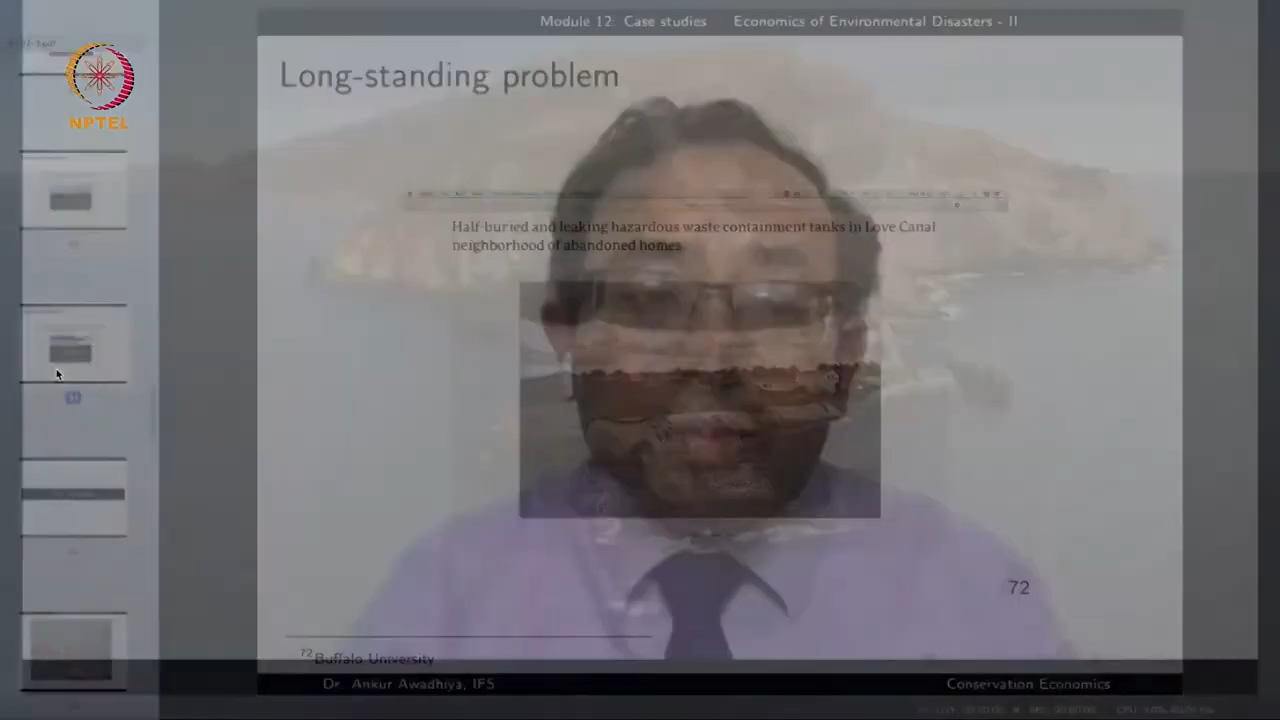 Module 12: Case studies Economics of Environmental Disasters - II
NPTEL
Long-standing problem
Half-buried and leaking hazardous waste containment tanks in Love Canal
neighborhood of abandoned homes
72
72 Buffalo University
Dr. Ankur Awadhiya, IFS Conservation Economics